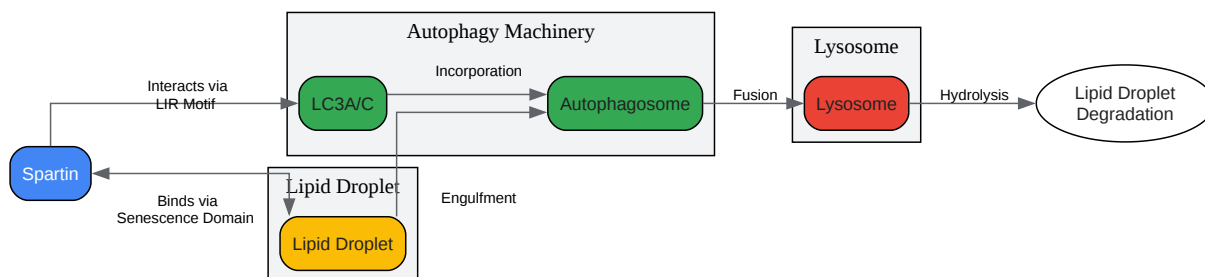 Autophagy Machinery
Interacts via
LIR Motif
LC3A/C
Incorporation
Autophagosome
Fusion
Lysosome
Lysosome
Hydrolysis
Lipid Droplet
Degradation
Spartin
Binds via
Senescence Domain
Lipid Droplet
Lipid Droplet
Engulfment